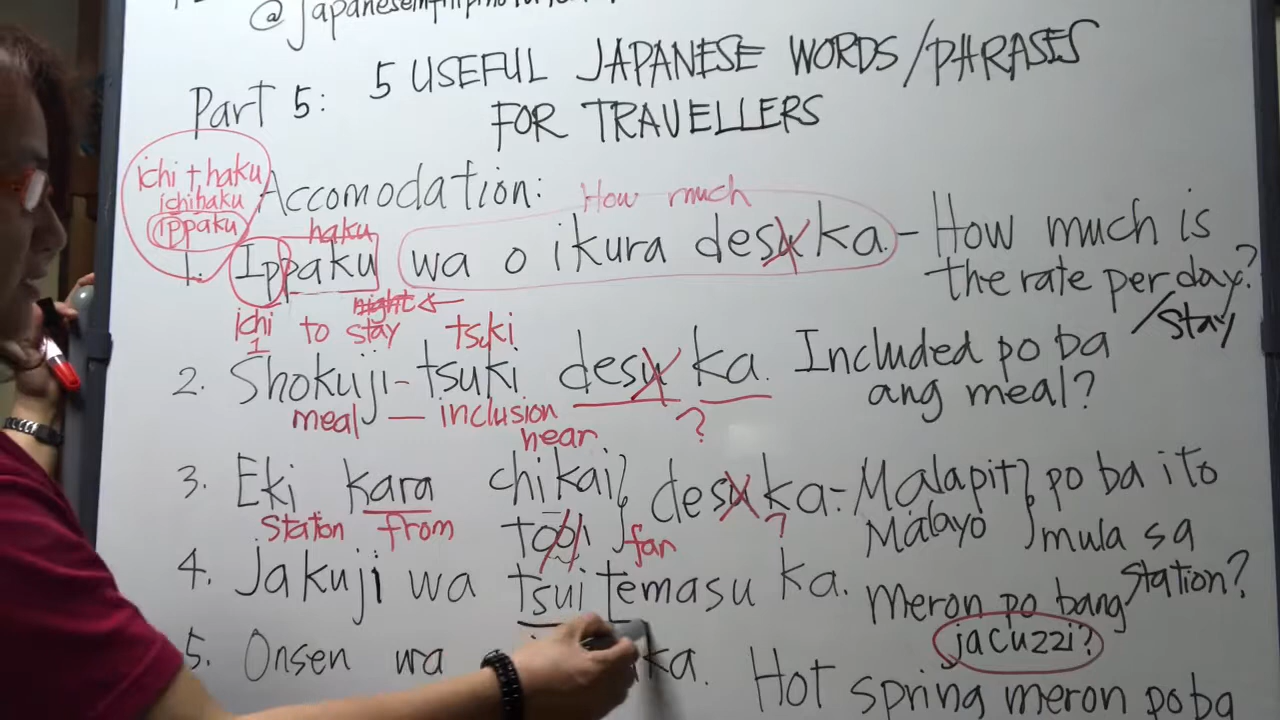 5 USEFUL JAPANESE WORDS/PHRASES
Part 5: FOR TRAVELLERS
ichi + haku
ichihaku
ippaku
Accomodation:
How much
haku
1. Ippaku wa o ikura desu ka. - How much is
the rate per day?
/stay
night ←
ichi to stay tsuki
1
2. Shokuji-tsuki desu ka. Included po ba
ang meal?
meal — inclusion ?
near
3. Eki kara chikai} desu ka - Malapit} po ba ito
tooi Malayo mula sa
station from far ?
station?
4. Jakuji wa tsuitemasu ka. meron po bang
jacuzzi?
5. Onsen wa ka. Hot spring meron po ba